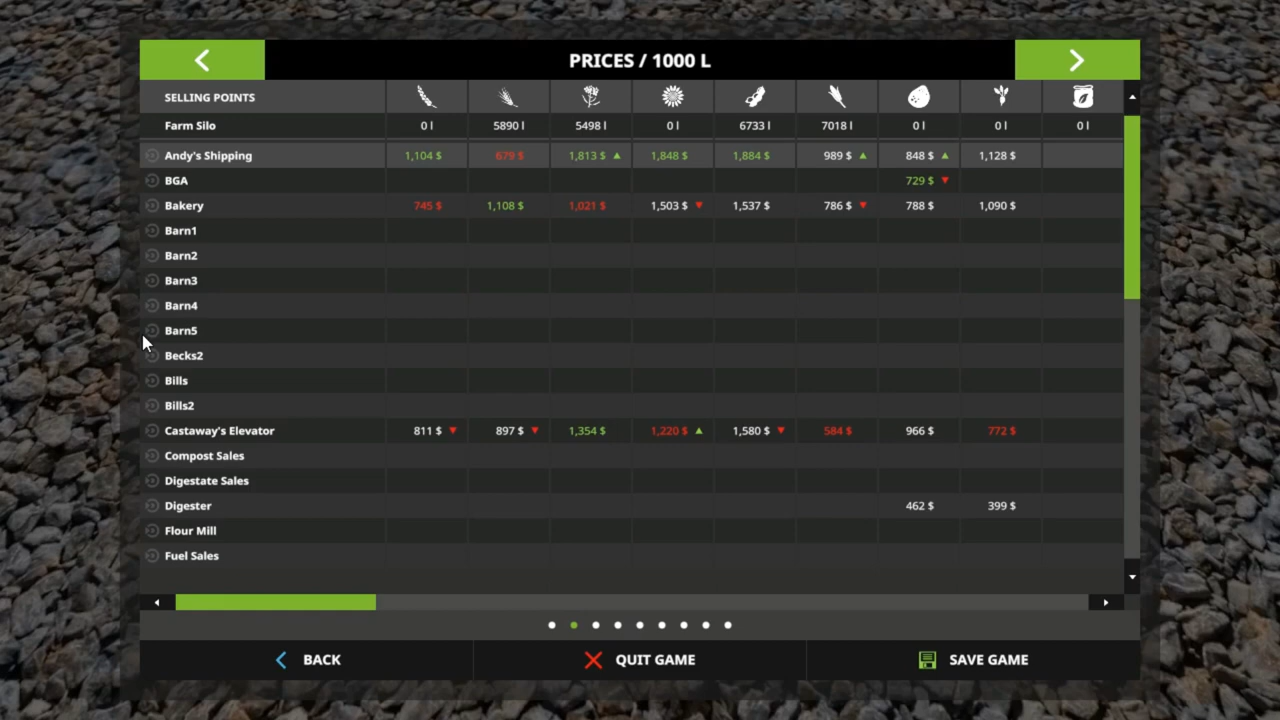 PRICES / 1000 L
SELLING POINTS
Farm Silo 0 l 5890 l 5498 l 0 l 6733 l 7018 l 0 l 0 l 0 l
Andy's Shipping 1,104 $ 679 $ 1,813 $ 1,848 $ 1,884 $ 989 $ 848 $ 1,128 $
BGA 729 $
Bakery 745 $ 1,108 $ 1,021 $ 1,503 $ 1,537 $ 786 $ 788 $ 1,090 $
Barn1
Barn2
Barn3
Barn4
Barn5
Becks2
Bills
Bills2
Castaway's Elevator 811 $ 897 $ 1,354 $ 1,220 $ 1,580 $ 584 $ 966 $ 772 $
Compost Sales
Digestate Sales
Digester 462 $ 399 $
Flour Mill
Fuel Sales
BACK QUIT GAME SAVE GAME